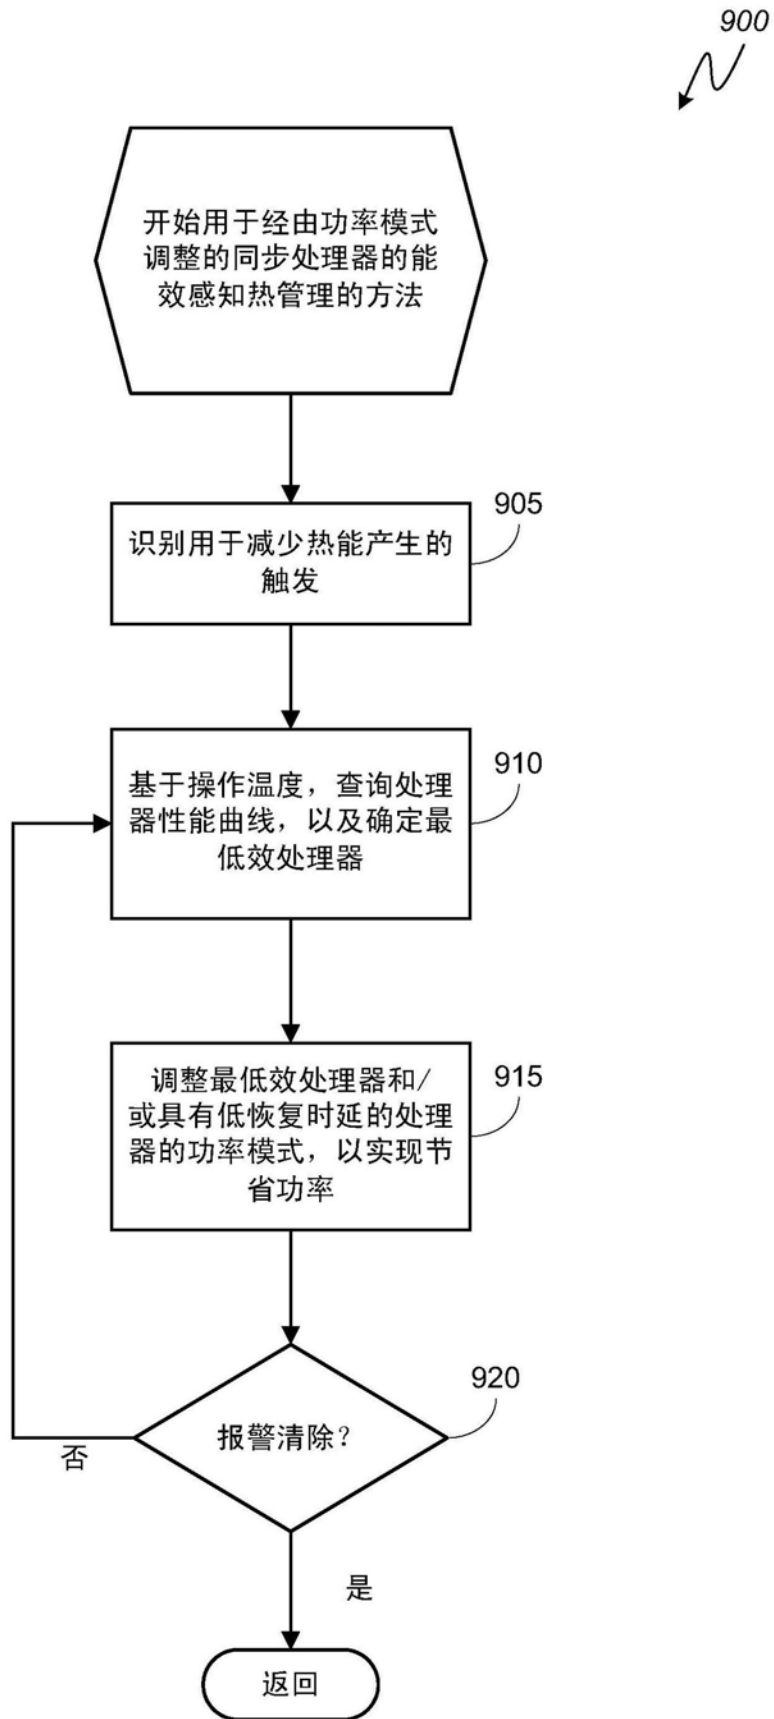 900
开始用于经由功率模式
调整的同步处理器的能
效感知热管理的方法
905
识别用于减少热能产生的
触发
910
基于操作温度，查询处理
器性能曲线，以及确定最
低效处理器
915
调整最低效处理器和/
或具有低恢复时延的处理
器的功率模式，以实现节
省功率
920
报警清除？
否
是
返回